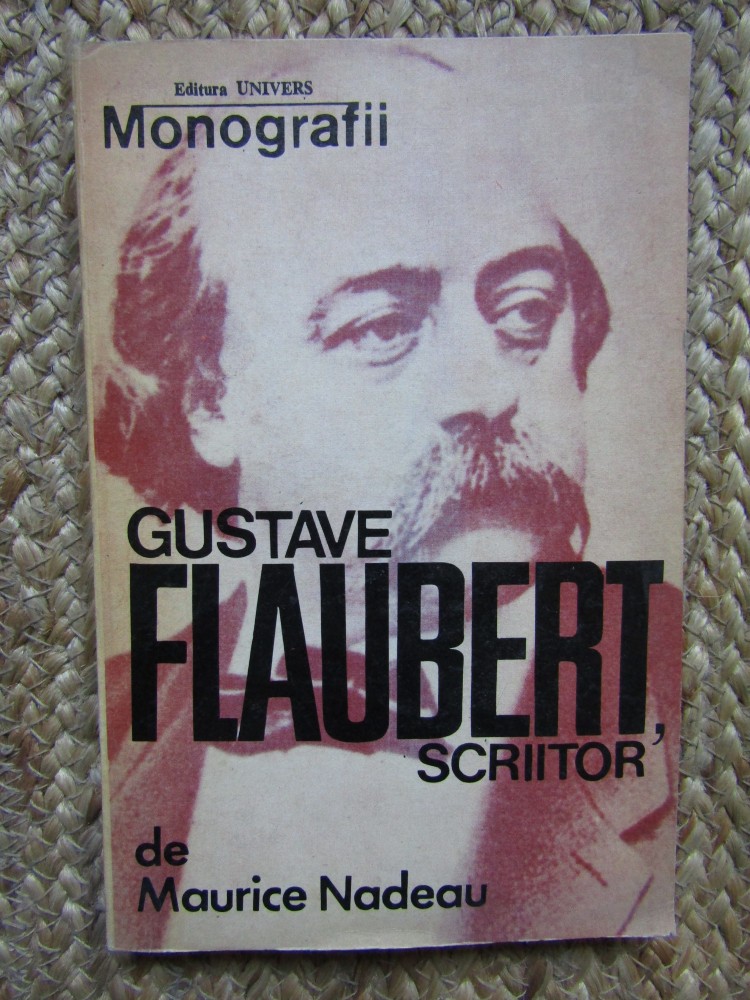 Editura UNIVERS
Monografii
GUSTAVE
FLAUBERT,
SCRIITOR
de
Maurice Nadeau